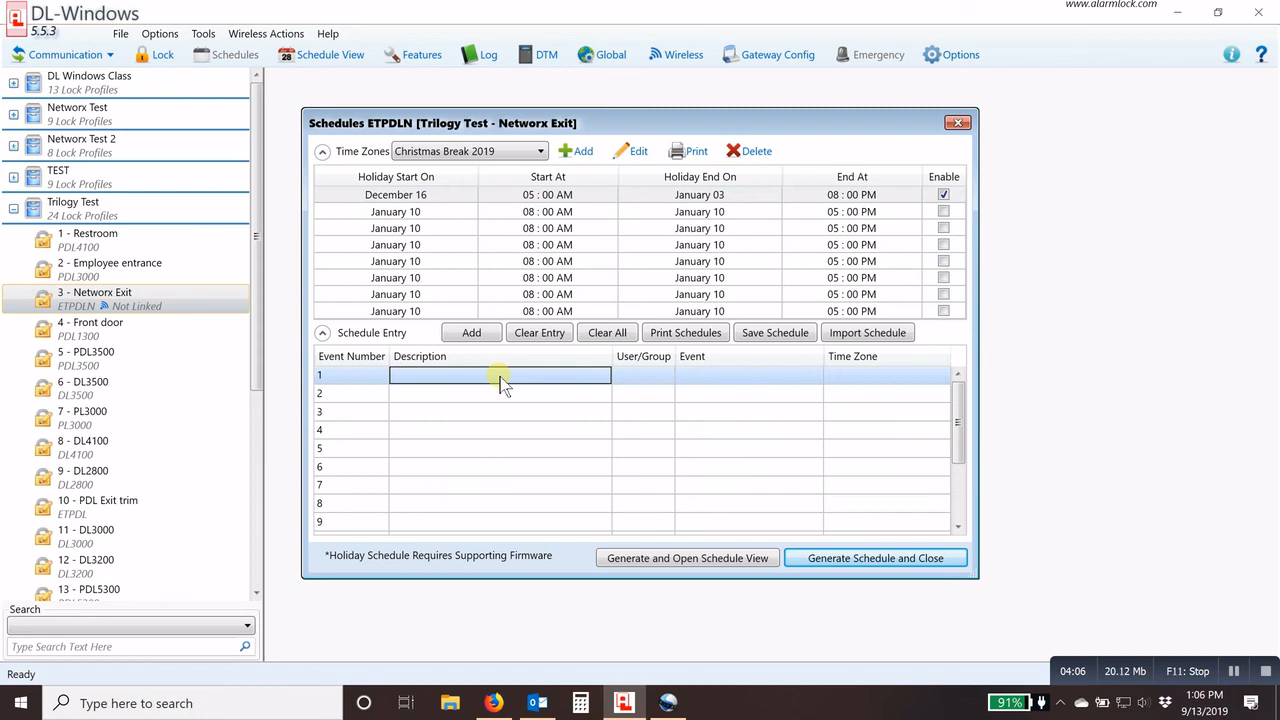 DL-Windows
5.5.3
www.alarmlock.com
File Options Tools Wireless Actions Help
Communication Lock Schedules 28 Schedule View Features Log DTM Global Wireless Gateway Config Emergency Options
DL Windows Class
13 Lock Profiles
Networx Test
9 Lock Profiles
Networx Test 2
8 Lock Profiles
TEST
9 Lock Profiles
Trilogy Test
24 Lock Profiles
1 - Restroom
PDL4100
2 - Employee entrance
PDL3000
3 - Networx Exit
ETPDLN Not Linked
4 - Front door
PDL1300
5 - PDL3500
PDL3500
6 - DL3500
DL3500
7 - PL3000
PL3000
8 - DL4100
DL4100
9 - DL2800
DL2800
10 - PDL Exit trim
ETPDL
11 - DL3000
DL3000
12 - DL3200
DL3200
13 - PDL5300
Search
Type Search Text Here
Ready
Schedules ETPDLN [Trilogy Test - Networx Exit]
Time Zones Christmas Break 2019 Add Edit Print Delete
Holiday Start On Start At Holiday End On End At Enable
December 16 05 : 00 AM January 03 08 : 00 PM
January 10 08 : 00 AM January 10 05 : 00 PM
January 10 08 : 00 AM January 10 05 : 00 PM
January 10 08 : 00 AM January 10 05 : 00 PM
January 10 08 : 00 AM January 10 05 : 00 PM
January 10 08 : 00 AM January 10 05 : 00 PM
January 10 08 : 00 AM January 10 05 : 00 PM
January 10 08 : 00 AM January 10 05 : 00 PM
Schedule Entry Add Clear Entry Clear All Print Schedules Save Schedule Import Schedule
Event Number Description User/Group Event Time Zone
1
2
3
4
5
6
7
8
9
*Holiday Schedule Requires Supporting Firmware Generate and Open Schedule View Generate Schedule and Close
04:06 20.12 Mb F11: Stop
Type here to search
91%
1:06 PM
9/13/2019